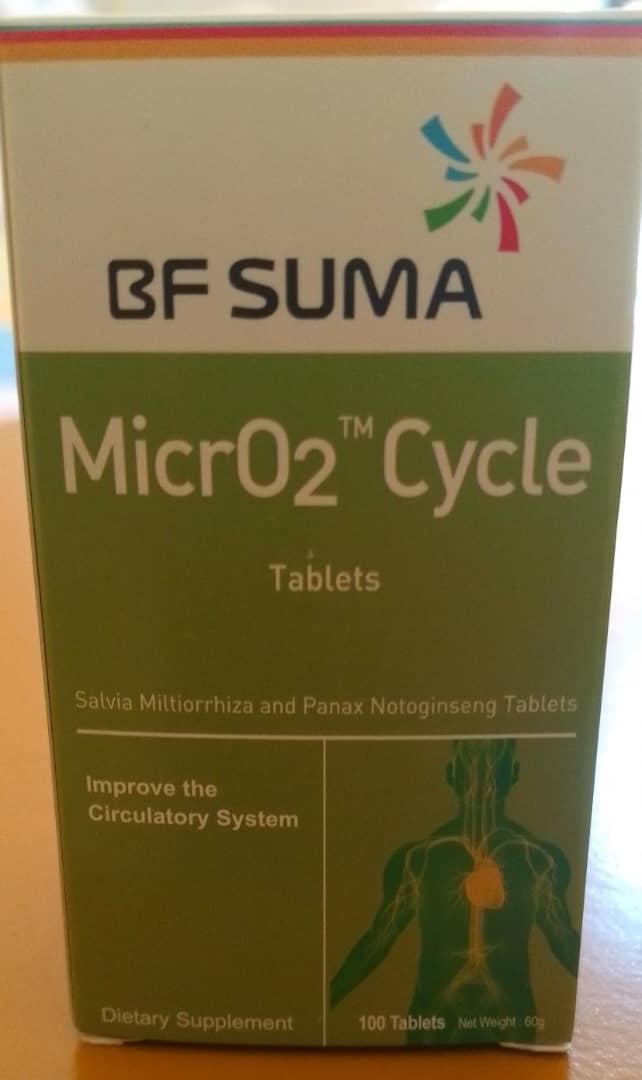 BF SUMA
MicrO2™ Cycle
Tablets
Salvia Miltiorrhiza and Panax Notoginseng Tablets
Improve the
Circulatory System
Dietary Supplement
100 Tablets Net Weight : 60g